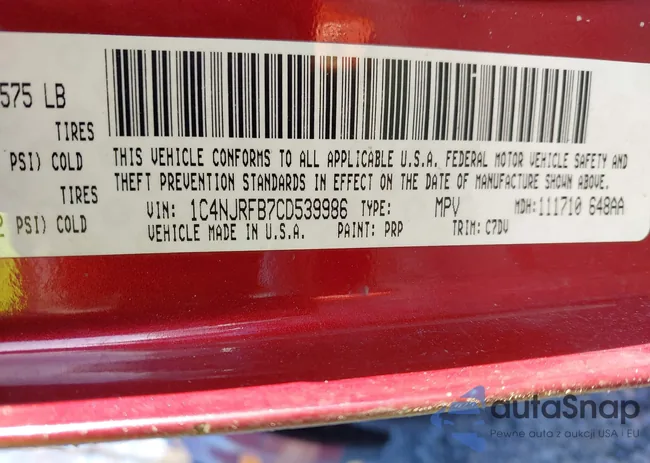 575 LB
TIRES
PSI) COLD
TIRES
PSI) COLD
THIS VEHICLE CONFORMS TO ALL APPLICABLE U.S.A. FEDERAL MOTOR VEHICLE SAFETY AND
THEFT PREVENTION STANDARDS IN EFFECT ON THE DATE OF MANUFACTURE SHOWN ABOVE.
VIN: 1C4NJRFB7CD539986 TYPE: MPV MDH:111710 648AA
VEHICLE MADE IN U.S.A. PAINT: PRP TRIM: C7DV
autaSnap
Pewne auta z aukcji USA i EU